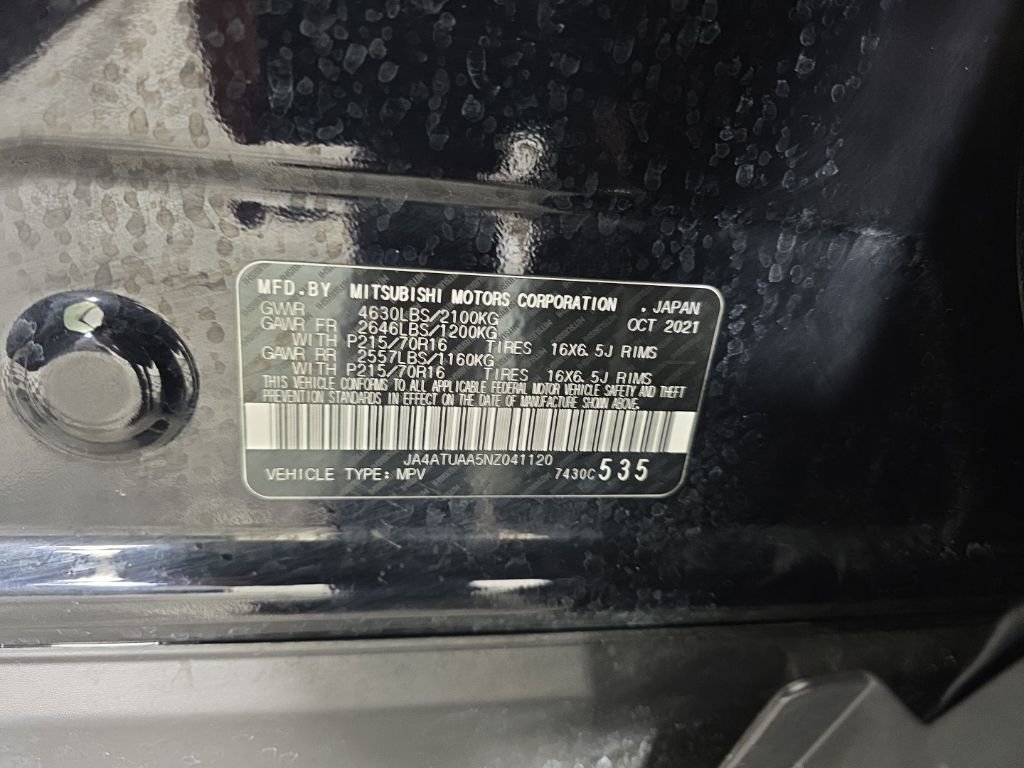 MFD.BY MITSUBISHI MOTORS CORPORATION , JAPAN
GVWR 4630LBS/2100KG OCT 2021
GAWR FR 2646LBS/1200KG
WITH P215/70R16 TIRES 16X6.5J RIMS
GAWR RR 2557LBS/1160KG
WITH P215/70R16 TIRES 16X6.5J RIMS
THIS VEHICLE CONFORMS TO ALL APPLICABLE FEDERAL MOTOR VEHICLE SAFETY AND THEFT
PREVENTION STANDARDS IN EFFECT ON THE DATE OF MANUFACTURE SHOWN ABOVE.
JA4ATUAA5NZ041120
VEHICLE TYPE: MPV 7430C 535